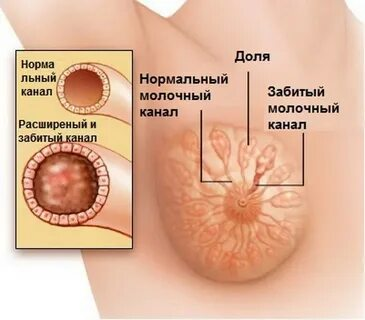 Норма
льный
канал
Расширеный и
забитый канал
Доля
Нормальный
молочный
канал
Забитый
молочный
канал